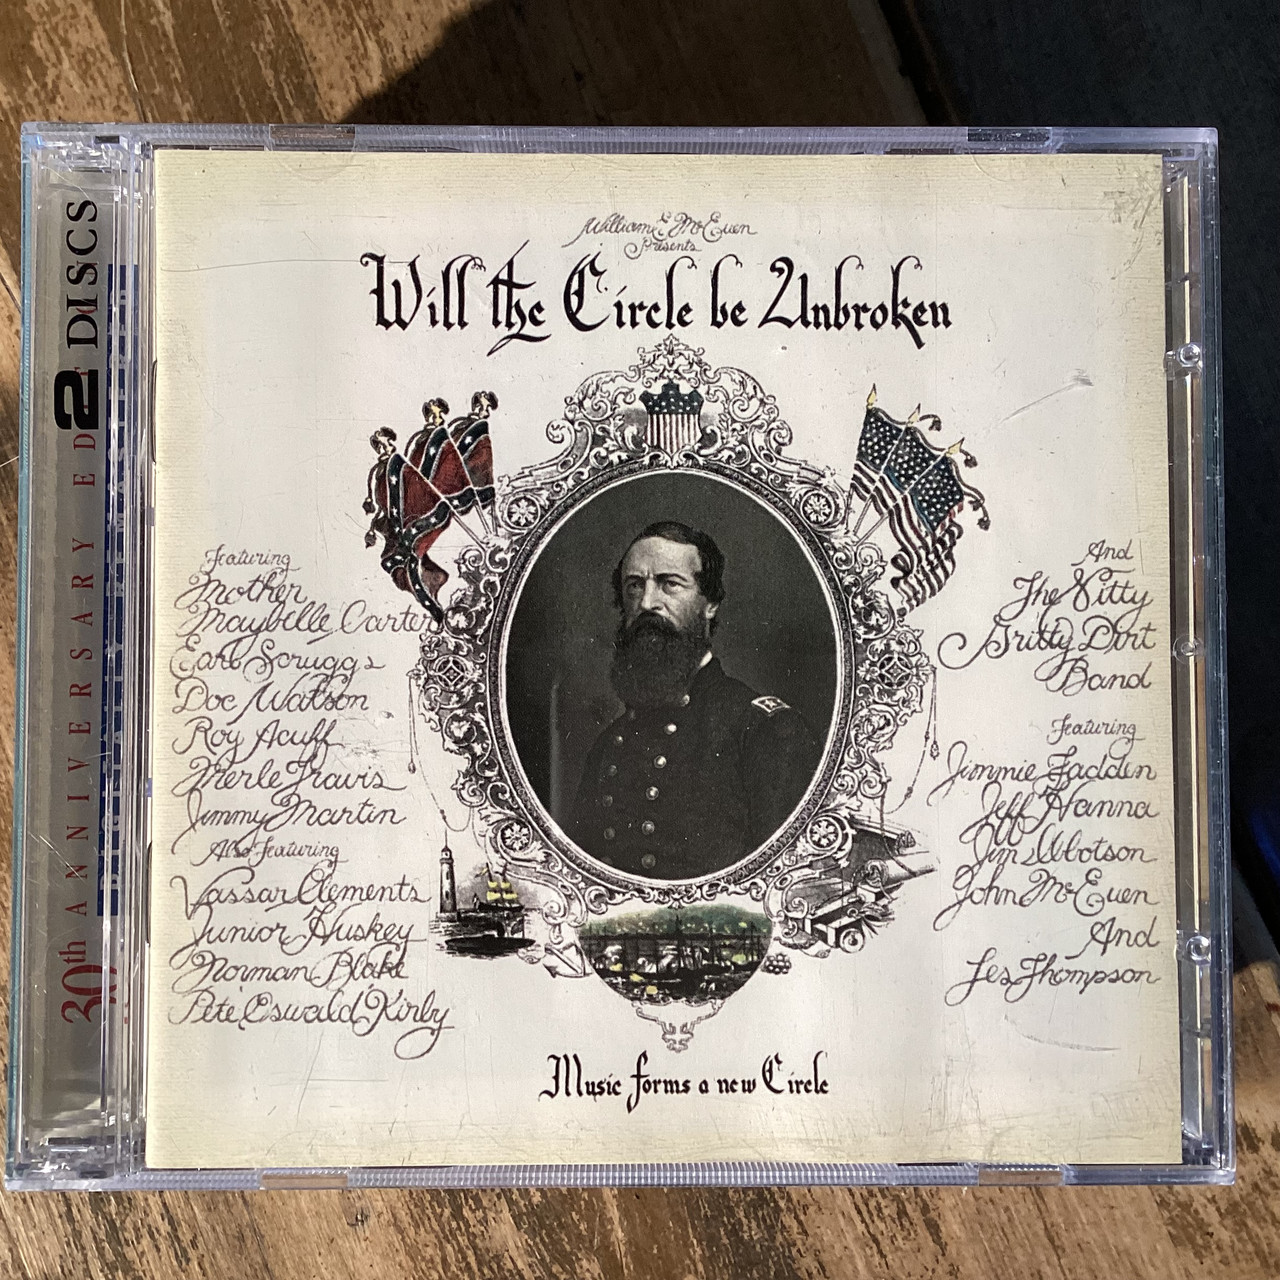 William E. McEuen
Presents
Will the Circle be Unbroken
Featuring
Mother
Maybelle Carter
Earl Scruggs
Doc Watson
Roy Acuff
Merle Travis
Jimmy Martin
Also Featuring
Vassar Clements
Junior Huskey
Norman Blake
Pete Oswald Kirby
And
The Nitty
Gritty Dirt
Band
Featuring
Jimmie Fadden
Jeff Hanna
Jim Ibbotson
John McEuen
And
Les Thompson
Music forms a new Circle
2 DISCS
30th ANNIVERSARY ED
DIGITALLY REMASTERED